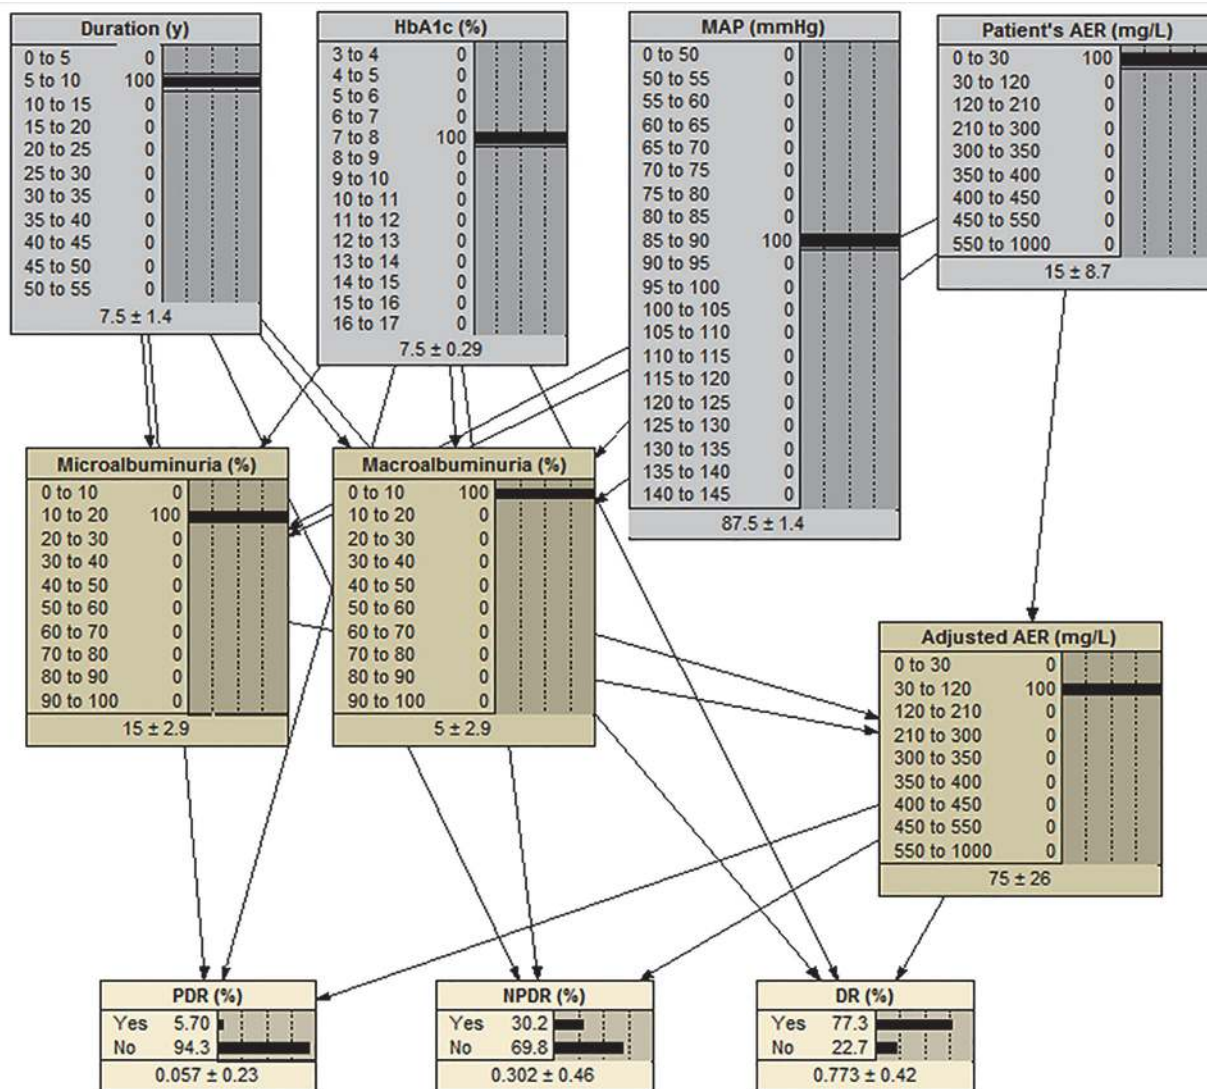 Duration (y)
0 to 5 0
5 to 10 100
10 to 15 0
15 to 20 0
20 to 25 0
25 to 30 0
30 to 35 0
35 to 40 0
40 to 45 0
45 to 50 0
50 to 55 0
7.5 ± 1.4
HbA1c (%)
3 to 4 0
4 to 5 0
5 to 6 0
6 to 7 0
7 to 8 100
8 to 9 0
9 to 10 0
10 to 11 0
11 to 12 0
12 to 13 0
13 to 14 0
14 to 15 0
15 to 16 0
16 to 17 0
7.5 ± 0.29
MAP (mmHg)
0 to 50 0
50 to 55 0
55 to 60 0
60 to 65 0
65 to 70 0
70 to 75 0
75 to 80 0
80 to 85 0
85 to 90 100
90 to 95 0
95 to 100 0
100 to 105 0
105 to 110 0
110 to 115 0
115 to 120 0
120 to 125 0
125 to 130 0
130 to 135 0
135 to 140 0
140 to 145 0
87.5 ± 1.4
Patient's AER (mg/L)
0 to 30 100
30 to 120 0
120 to 210 0
210 to 300 0
300 to 350 0
350 to 400 0
400 to 450 0
450 to 550 0
550 to 1000 0
15 ± 8.7
Microalbuminuria (%)
0 to 10 0
10 to 20 100
20 to 30 0
30 to 40 0
40 to 50 0
50 to 60 0
60 to 70 0
70 to 80 0
80 to 90 0
90 to 100 0
15 ± 2.9
Macroalbuminuria (%)
0 to 10 100
10 to 20 0
20 to 30 0
30 to 40 0
40 to 50 0
50 to 60 0
60 to 70 0
70 to 80 0
80 to 90 0
90 to 100 0
5 ± 2.9
Adjusted AER (mg/L)
0 to 30 0
30 to 120 100
120 to 210 0
210 to 300 0
300 to 350 0
350 to 400 0
400 to 450 0
450 to 550 0
550 to 1000 0
75 ± 26
PDR (%)
Yes 5.70
No 94.3
0.057 ± 0.23
NPDR (%)
Yes 30.2
No 69.8
0.302 ± 0.46
DR (%)
Yes 77.3
No 22.7
0.773 ± 0.42